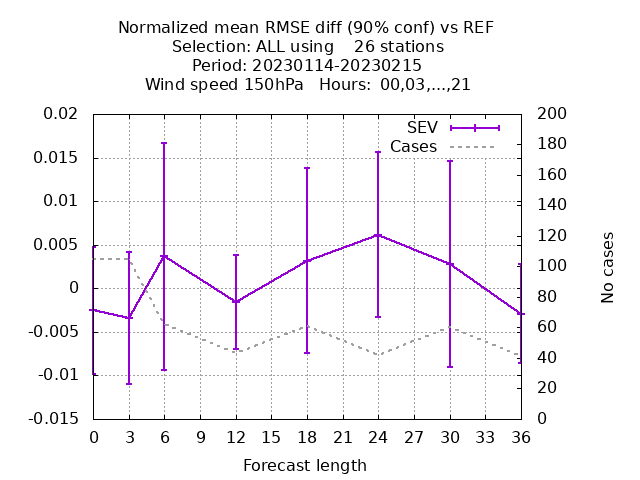 Normalized mean RMSE diff (90% conf) vs REF
Selection: ALL using    26 stations
Period: 20230114-20230215
Wind speed 150hPa   Hours:  00,03,...,21
SEV
Cases
0.02
0.015
0.01
0.005
0
-0.005
-0.01
-0.015
200
180
160
140
120
100
80
60
40
20
0
No cases
0 3 6 9 12 15 18 21 24 27 30 33 36
Forecast length